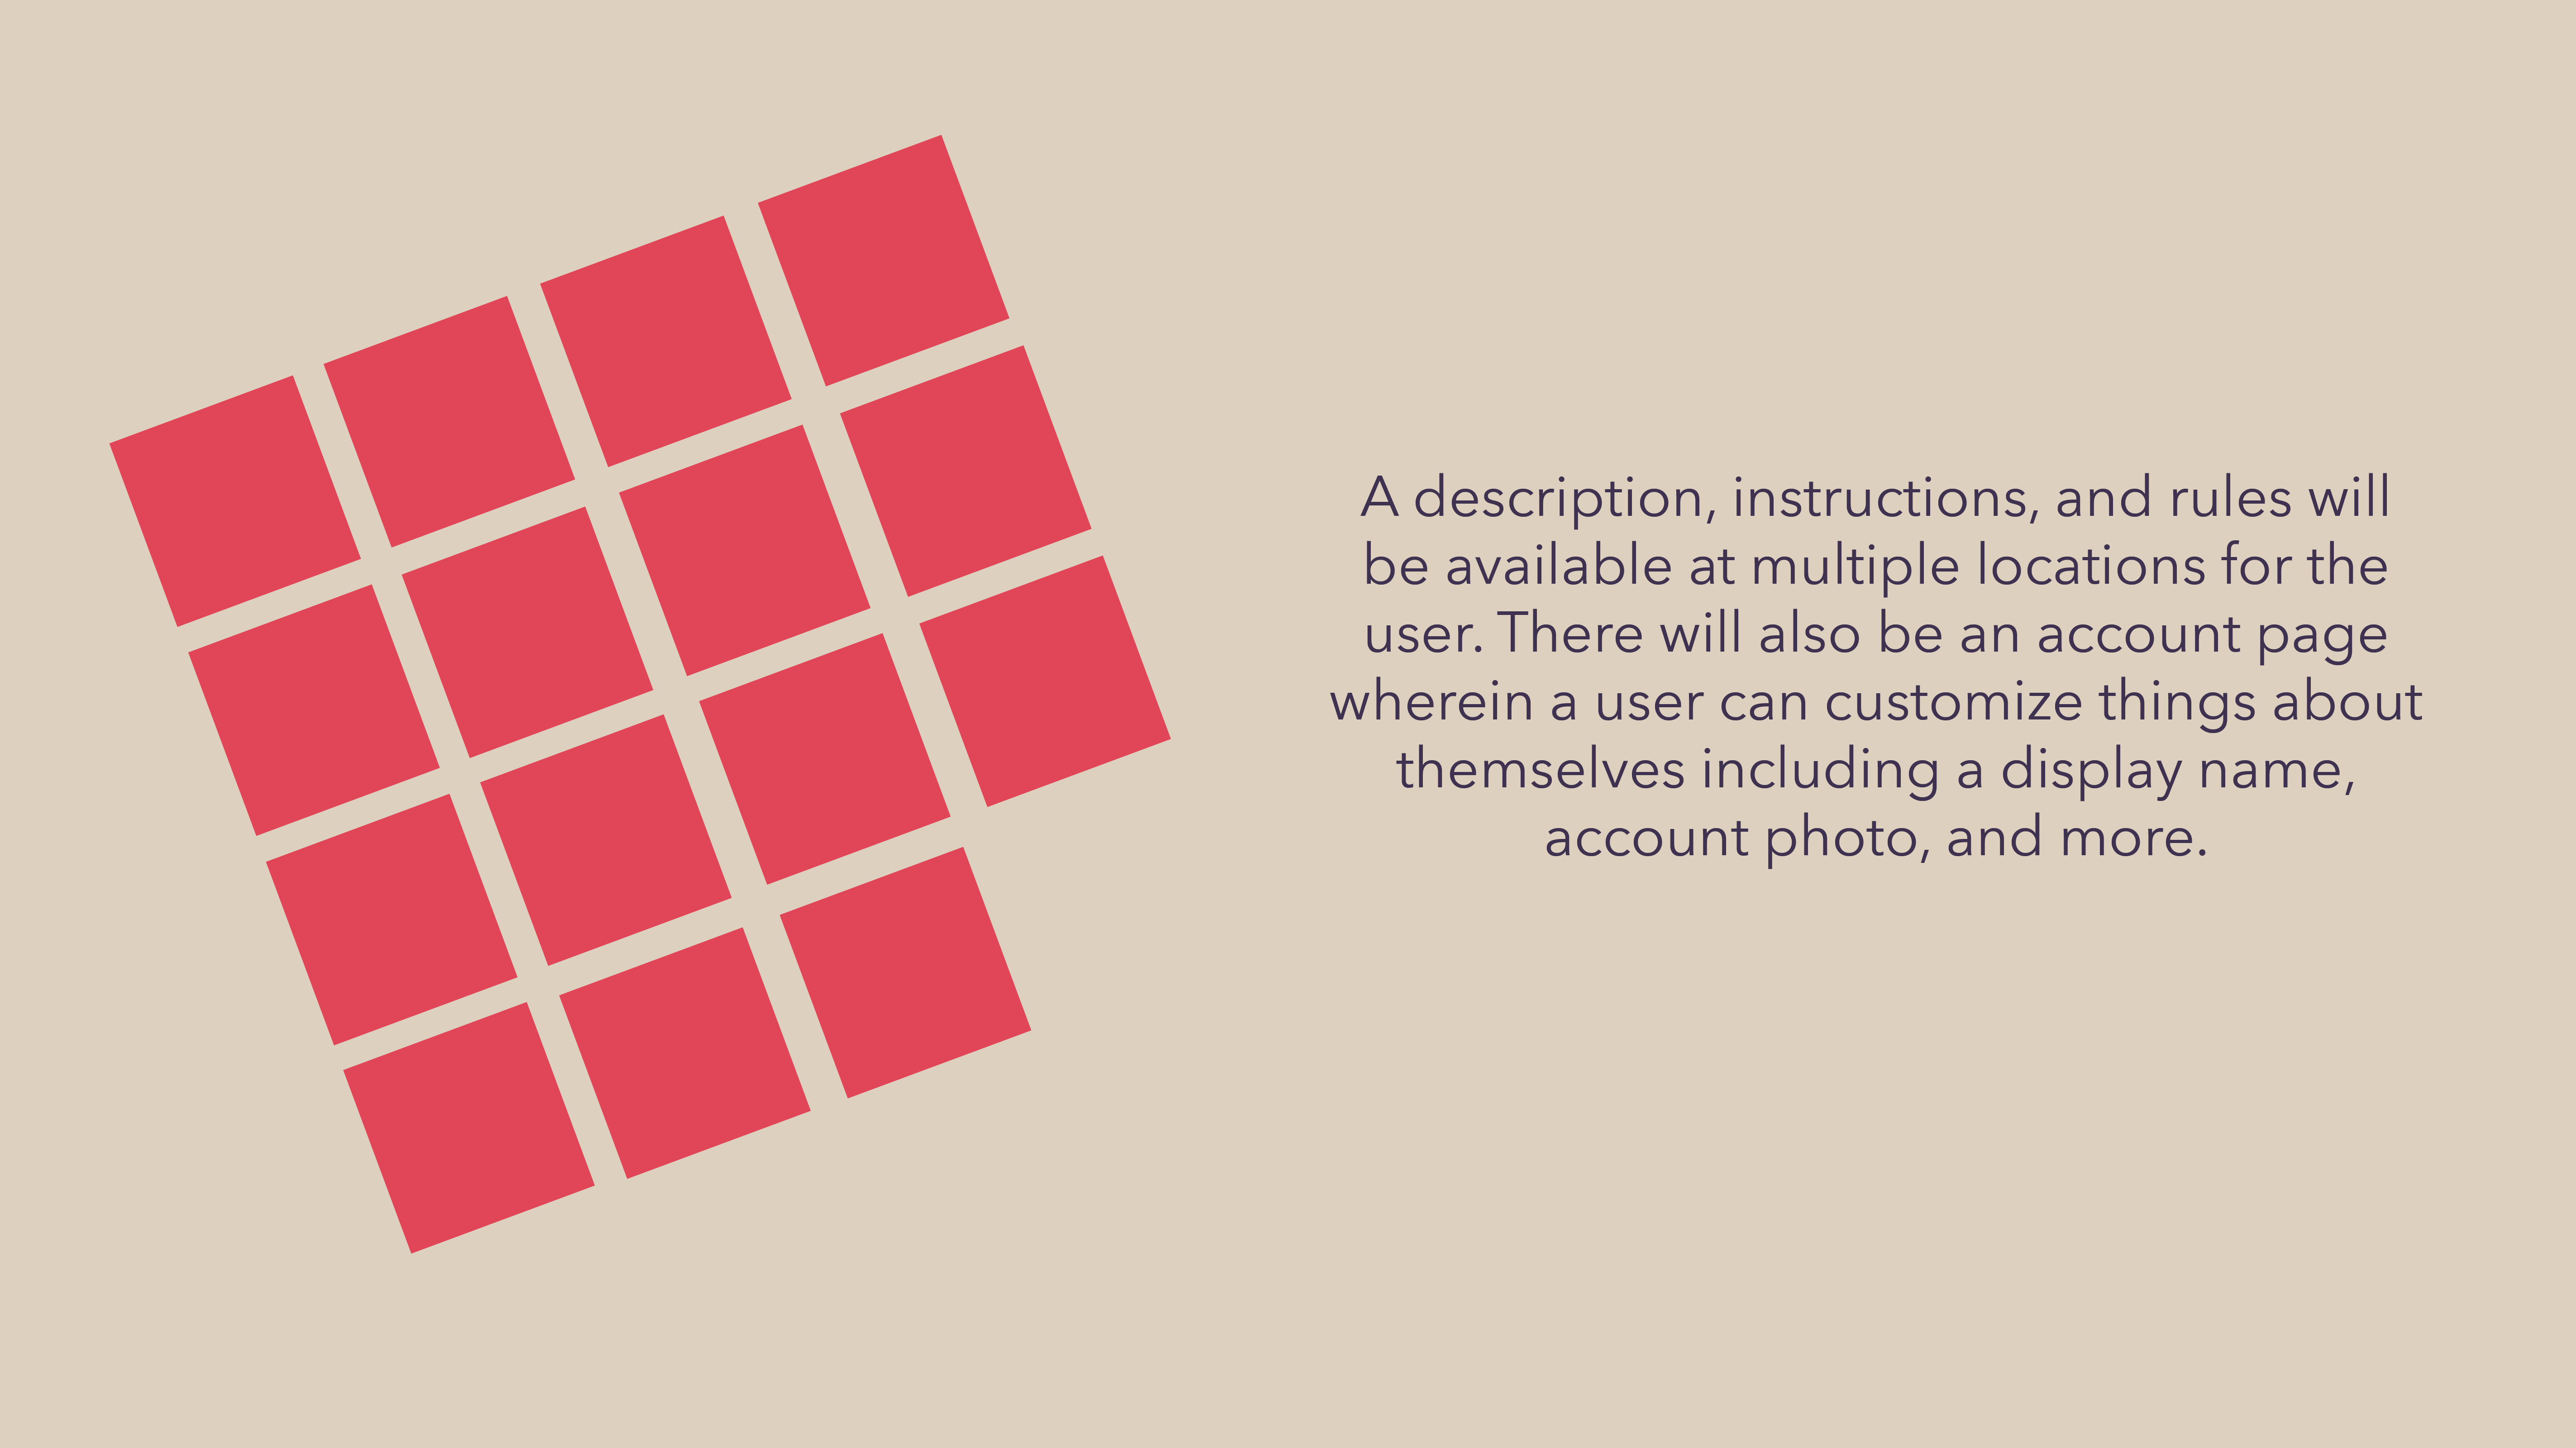 A description, instructions, and rules will
be available at multiple locations for the
user. There will also be an account page
wherein a user can customize things about
themselves including a display name,
account photo, and more.